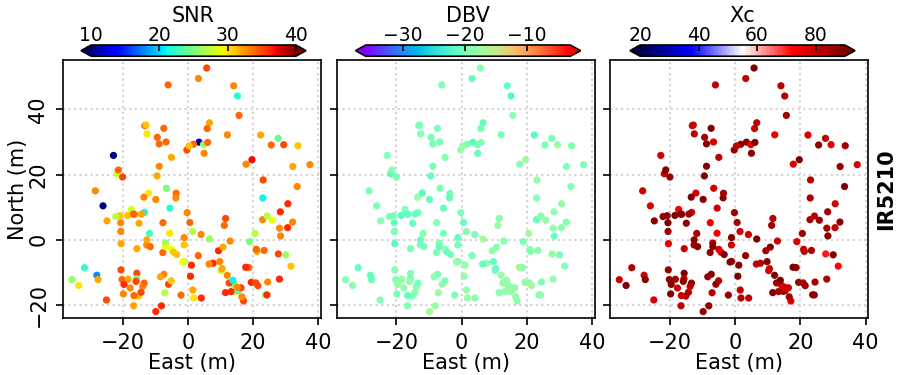 SNR DBV Xc
10 20 30 40 −30 −20 −10 20 40 60 80
North (m)
40
20
0
−20
IR5210
−20 0 20 40 −20 0 20 40 −20 0 20 40
East (m) East (m) East (m)